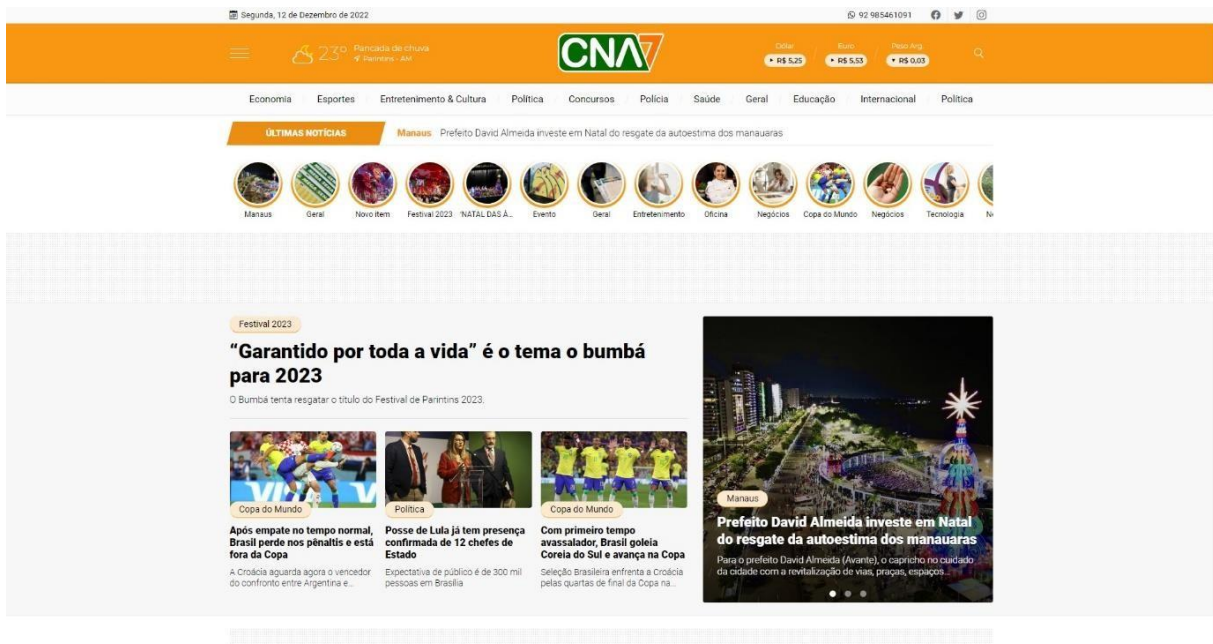 Segunda, 12 de Dezembro de 2022
92 985461091
23º
Pancada de chuva
Parintins - AM
CNA7
Dólar
R$ 5,25
Euro
R$ 5,53
Peso Arg.
R$ 0,03
Economia Esportes Entretenimento & Cultura Política Concursos Polícia Saúde Geral Educação Internacional Política
ÚLTIMAS NOTÍCIAS
Manaus Prefeito David Almeida investe em Natal do resgate da autoestima dos manauaras
Manaus Geral Novo item Festival 2023 'NATAL DAS Á... Evento Geral Entretenimento Oficina Negócios Copa do Mundo Negócios Tecnologia
Festival 2023
“Garantido por toda a vida” é o tema o bumbá
para 2023
O Bumbá tenta resgatar o título do Festival de Parintins 2023.
Copa do Mundo
Após empate no tempo normal,
Brasil perde nos pênaltis e está
fora da Copa
A Croácia aguarda agora o vencedor
do confronto entre Argentina e...
Política
Posse de Lula já tem presença
confirmada de 12 chefes de
Estado
Expectativa de público é de 300 mil
pessoas em Brasília
Copa do Mundo
Com primeiro tempo
avassalador, Brasil goleia
Coreia do Sul e avança na Copa
Seleção Brasileira enfrenta a Croácia
pelas quartas de final da Copa na...
Manaus
Prefeito David Almeida investe em Natal
do resgate da autoestima dos manauaras
Para o prefeito David Almeida (Avante), o capricho no cuidado
da cidade com a revitalização de vias, praças, espaços...